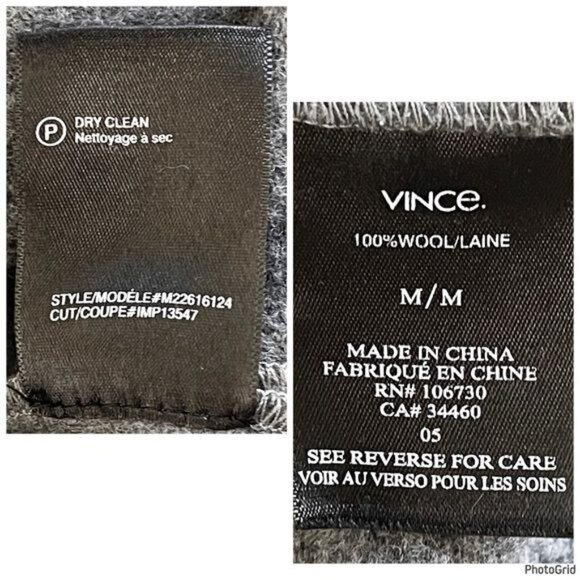 P
DRY CLEAN
Nettoyage à sec
STYLE/MODÉLE#M22616124
CUT/COUPE#IMP13547
VINCe.
100%WOOL/LAINE
M/M
MADE IN CHINA
FABRIQUÉ EN CHINE
RN# 106730
CA# 34460
05
SEE REVERSE FOR CARE
VOIR AU VERSO POUR LES SOINS
PhotoGrid